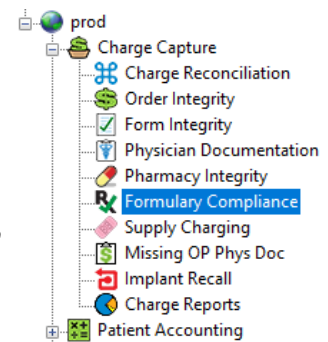 prod
Charge Capture
Charge Reconciliation
Order Integrity
Form Integrity
Physician Documentation
Pharmacy Integrity
Formulary Compliance
Supply Charging
Missing OP Phys Doc
Implant Recall
Charge Reports
Patient Accounting